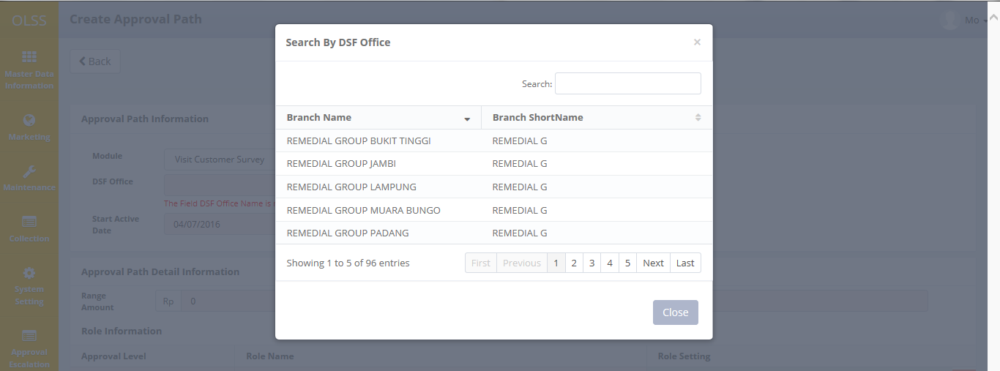 OLSS
Create Approval Path
Mo
Back
Master Data
Information
Marketing
Maintenance
Collection
System
Setting
Approval
Escalation
Approval Path Information
Module
Visit Customer Survey
DSF Office
The Field DSF Office Name is
Start Active
Date
04/07/2016
Approval Path Detail Information
Range
Amount
Rp
0
Role Information
Approval Level
Role Name
Role Setting
Search By DSF Office
×
Search:
Branch Name
Branch ShortName
REMEDIAL GROUP BUKIT TINGGI REMEDIAL G
REMEDIAL GROUP JAMBI REMEDIAL G
REMEDIAL GROUP LAMPUNG REMEDIAL G
REMEDIAL GROUP MUARA BUNGO REMEDIAL G
REMEDIAL GROUP PADANG REMEDIAL G
Showing 1 to 5 of 96 entries
First Previous 1 2 3 4 5 Next Last
Close